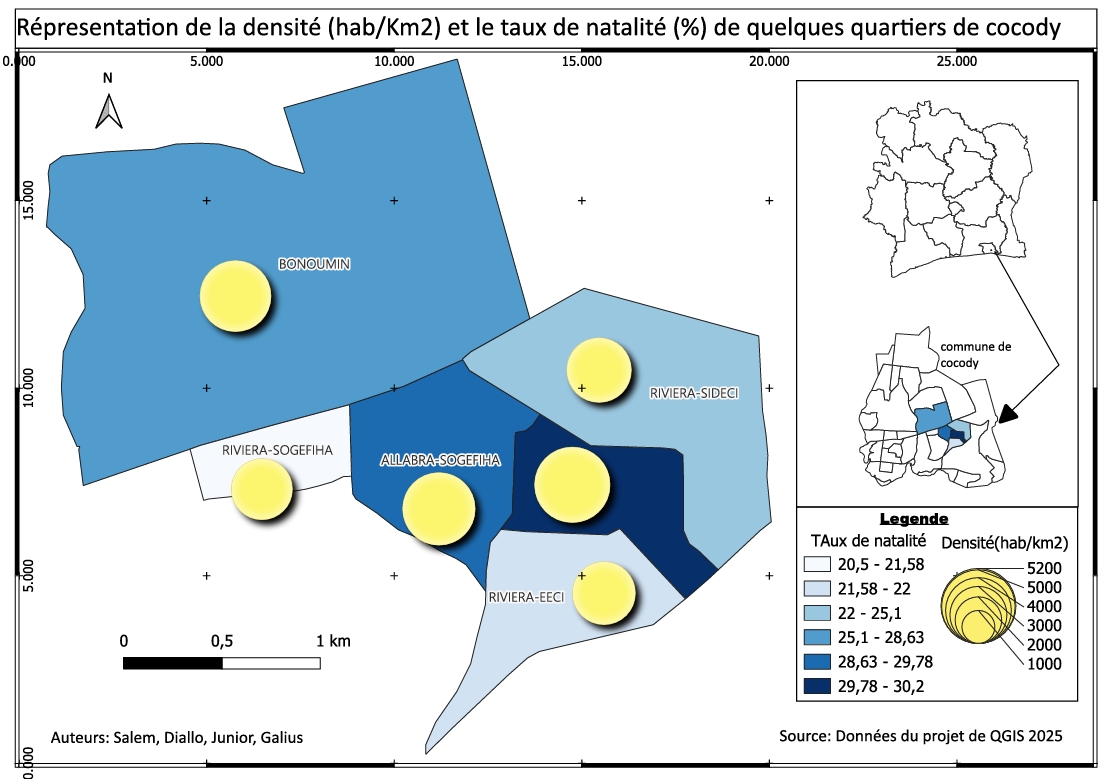 Répresentation de la densité (hab/Km2) et le taux de natalité (%) de quelques quartiers de cocody
0.000 5.000 10.000 15.000 20.000 25.000
N
15.000
10.000
5.000
0.000
BONOUMIN
RIVIERA-SIDECI
RIVIERA-SOGEFIHA
ALLABRA-SOGEFIHA
RIVIERA-EECI
0 0,5 1 km
Auteurs: Salem, Diallo, Junior, Galius
commune de
cocody
Legende
TAux de natalité
20,5 - 21,58
21,58 - 22
22 - 25,1
25,1 - 28,63
28,63 - 29,78
29,78 - 30,2
Densité(hab/km2)
5200
5000
4000
3000
2000
1000
Source: Données du projet de QGIS 2025